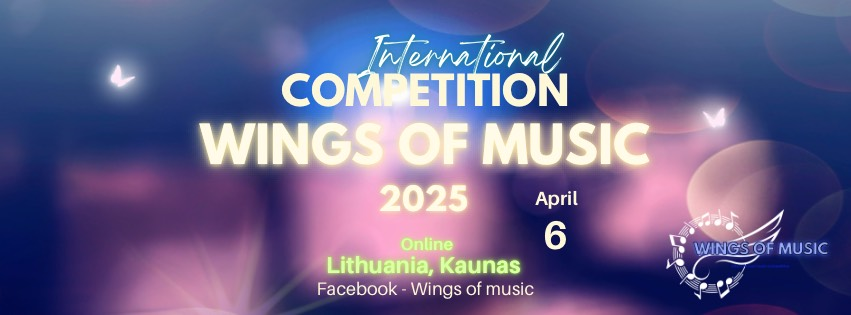 International
COMPETITION
WINGS OF MUSIC
2025
April
6
Online
Lithuania, Kaunas
Facebook - Wings of music
WINGS OF MUSIC